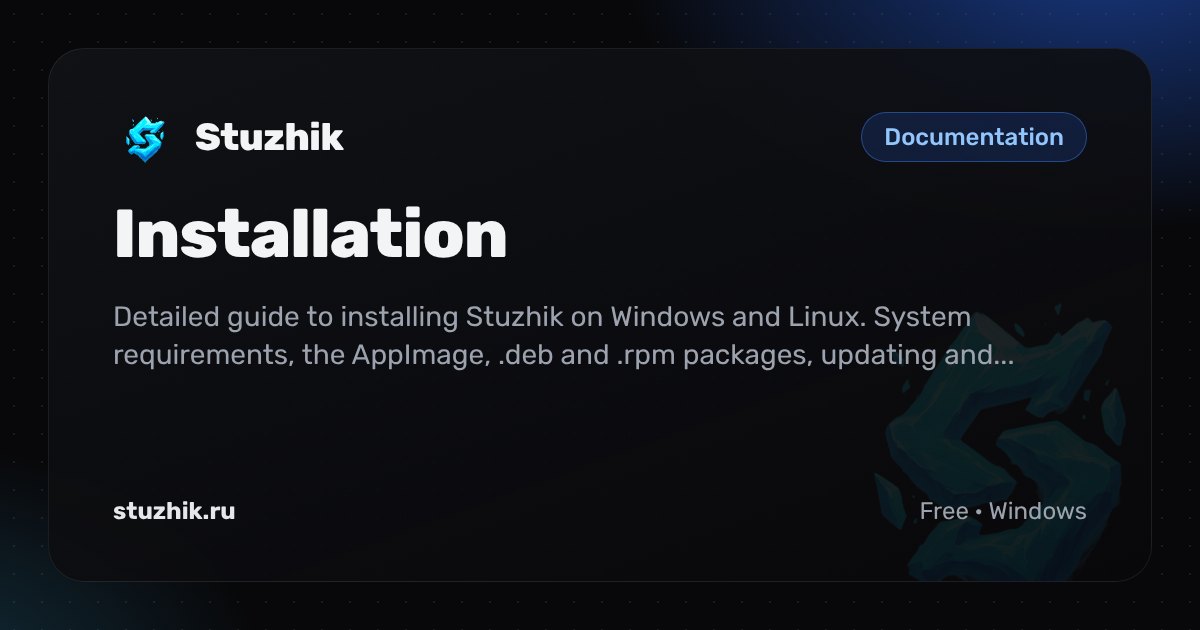 Stuzhik
Documentation
Installation
Detailed guide to installing Stuzhik on Windows and Linux. System
requirements, the AppImage, .deb and .rpm packages, updating and...
stuzhik.ru
Free • Windows